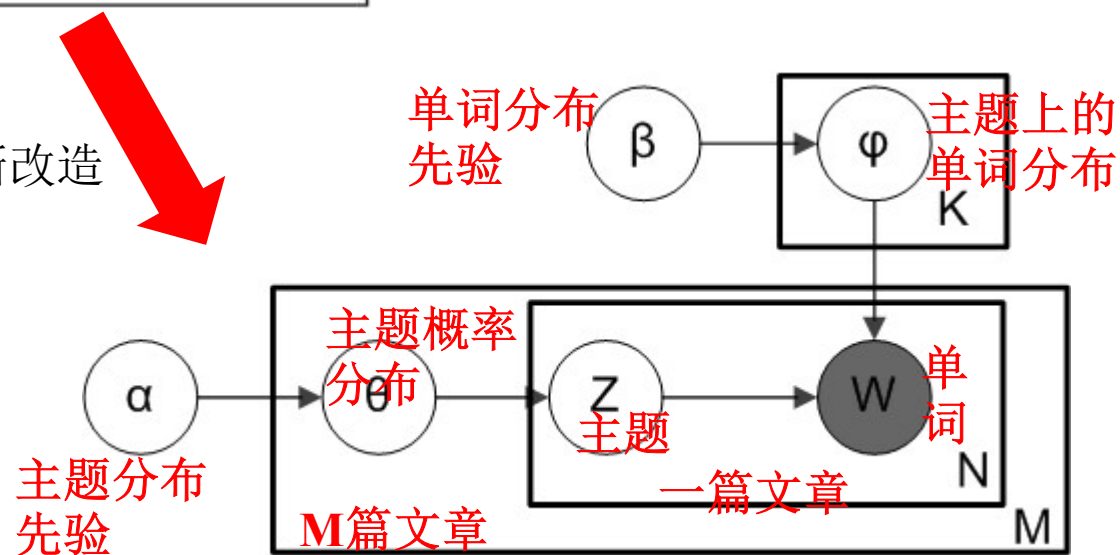 单词分布
先验
β
φ
主题上的
单词分布
K
改造
主题概率
分布
θ
α
Z
主题
W
单
词
N
一篇文章
主题分布
先验
M篇文章
M